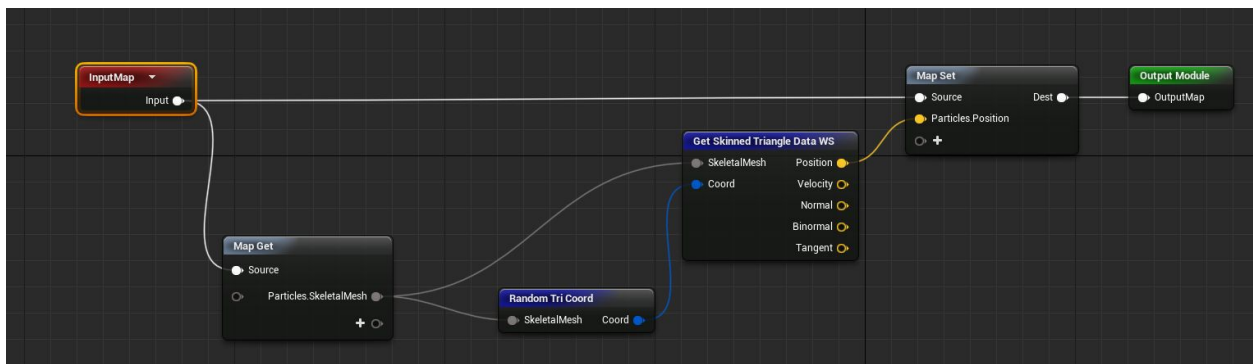 InputMap
Input
Map Get
Source
Particles.SkeletalMesh
+
Random Tri Coord
SkeletalMesh Coord
Get Skinned Triangle Data WS
SkeletalMesh Position
Coord Velocity
Normal
Binormal
Tangent
Map Set
Source Dest
Particles.Position
+
Output Module
OutputMap